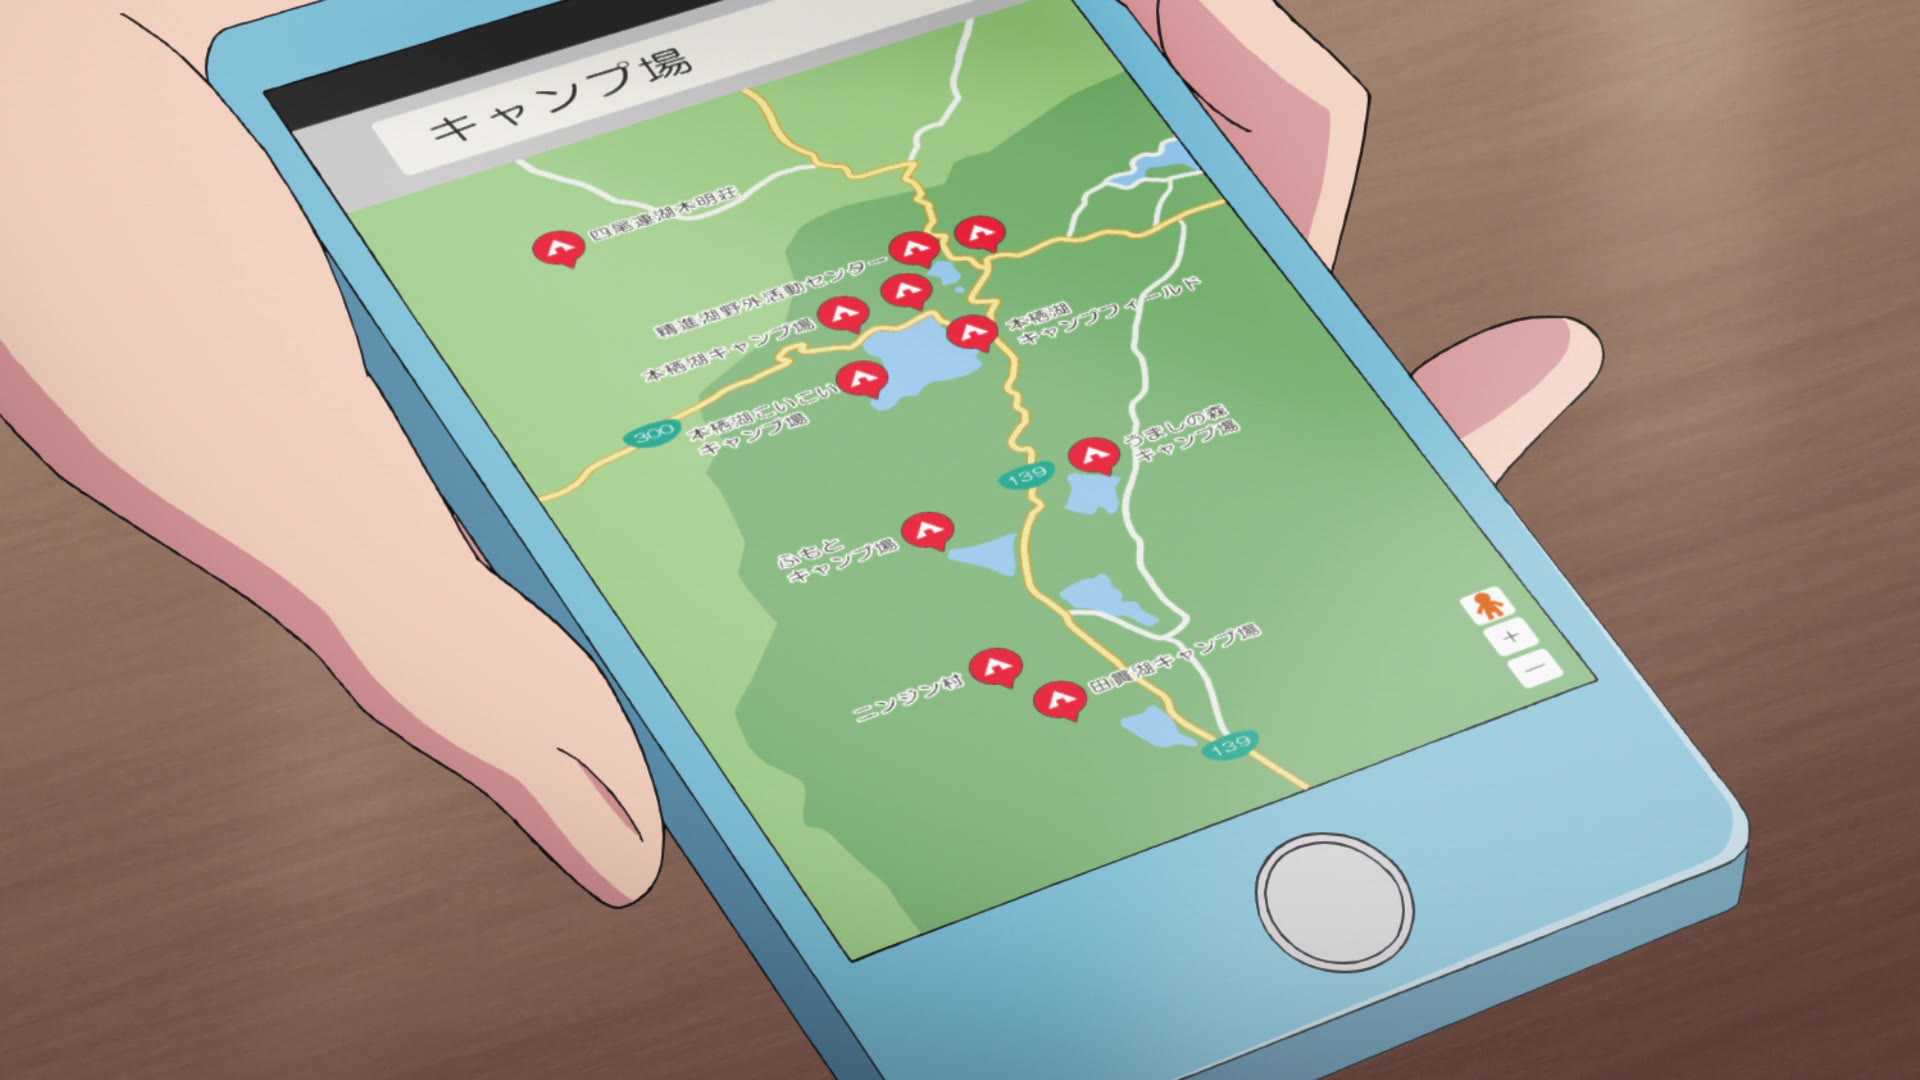 キャンプ場
四尾連湖木明荘
精進湖野外活動センター
本栖湖キャンプ場
本栖湖
キャンプフィールド
本栖湖こいこい
キャンプ場
300
139
うましの森
キャンプ場
ふもと
キャンプ場
ニンジン村
田貫湖キャンプ場
139
+
−